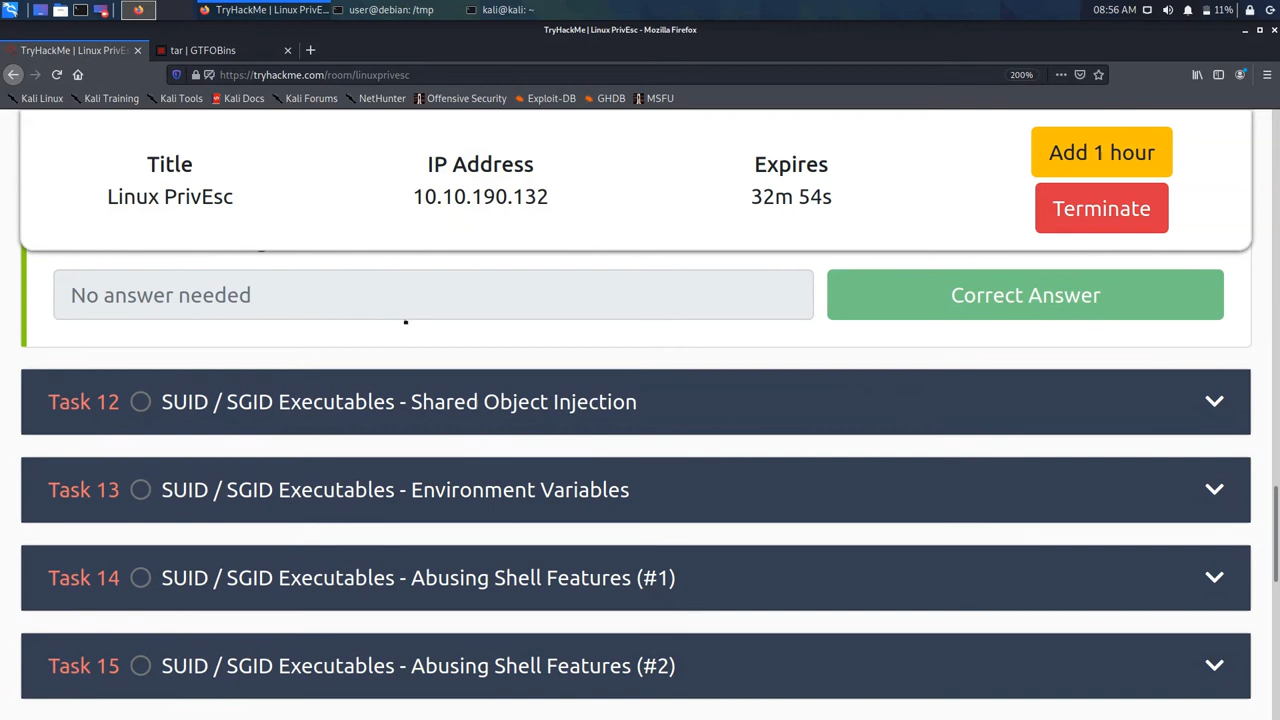 TryHackMe | Linux PrivE...
user@debian: /tmp
kali@kali: ~
08:56 AM
11%
TryHackMe | Linux PrivEsc - Mozilla Firefox
TryHackMe | Linux PrivEs
tar | GTFOBins
https://tryhackme.com/room/linuxprivesc
200%
Kali Linux
Kali Training
Kali Tools
Kali Docs
Kali Forums
NetHunter
Offensive Security
Exploit-DB
GHDB
MSFU
Title
IP Address
Expires
Add 1 hour
Linux PrivEsc
10.10.190.132
32m 54s
Terminate
No answer needed
Correct Answer
Task 12 SUID / SGID Executables - Shared Object Injection
Task 13 SUID / SGID Executables - Environment Variables
Task 14 SUID / SGID Executables - Abusing Shell Features (#1)
Task 15 SUID / SGID Executables - Abusing Shell Features (#2)